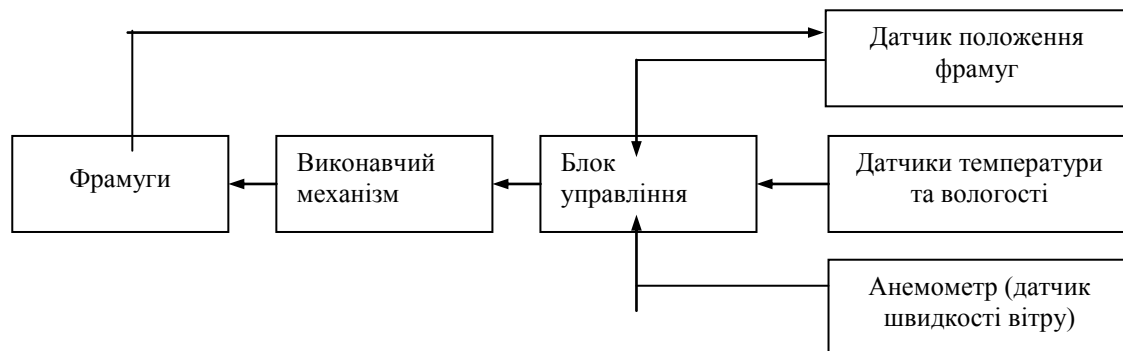 Датчик положення
фрамуг
Фрамуги
Виконавчий
механізм
Блок
управління
Датчики температури
та вологості
Анемометр (датчик
швидкості вітру)